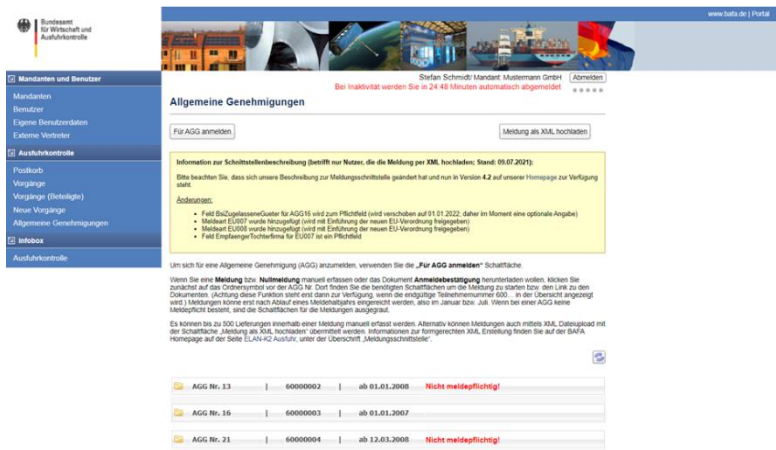 www.bafa.de | Portal
Bundesamt
für Wirtschaft und
Ausfuhrkontrolle
Mandanten und Benutzer
Mandanten
Benutzer
Eigene Benutzerdaten
Externe Vertreter
Ausfuhrkontrolle
Postkorb
Vorgänge
Vorgänge (Beteiligte)
Neue Vorgänge
Allgemeine Genehmigungen
Infobox
Ausfuhrkontrolle
Stefan Schmidt/ Mandant: Mustermann GmbH Abmelden
Bei Inaktivität werden Sie in 24:48 Minuten automatisch abgemeldet
Allgemeine Genehmigungen
Für AGG anmelden Meldung als XML hochladen
Information zur Schnittstellenbeschreibung (betrifft nur Nutzer, die die Meldung per XML hochladen; Stand: 09.07.2021):
Bitte beachten Sie, dass sich unsere Beschreibung zur Meldungsschnittstelle geändert hat und nun in Version 4.2 auf unserer Homepage zur Verfügung
steht.
Änderungen:
Feld BsiZugelasseneGueter für AGG16 wird zum Pflichtfeld (wird verschoben auf 01.01.2022; daher im Moment eine optionale Angabe)
Meldeart EU007 wurde hinzugefügt (wird mit Einführung der neuen EU-Verordnung freigegeben)
Meldeart EU008 wurde hinzugefügt (wird mit Einführung der neuen EU-Verordnung freigegeben)
Feld EmpfaengerTochterfirma für EU007 ist ein Pflichtfeld
Um sich für eine Allgemeine Genehmigung (AGG) anzumelden, verwenden Sie die „Für AGG anmelden" Schaltfläche.
Wenn Sie eine Meldung bzw. Nullmeldung manuell erfassen oder das Dokument Anmeldebestätigung herunterladen wollen, klicken Sie
zunächst auf das Ordnersymbol vor der AGG Nr. Dort finden Sie die benötigten Schaltflächen um die Meldung zu starten bzw. den Link zu den
Dokumenten. (Achtung diese Funktion steht erst dann zur Verfügung, wenn die endgültige Teilnehmernummer 600... in der Übersicht angezeigt
wird.) Meldungen könne erst nach Ablauf eines Meldehalbjahrs eingereicht werden, also im Januar bzw. Juli. Wenn bei einer AGG keine
Meldepflicht besteht, sind die Schaltflächen für die Meldungen ausgegraut.
Es können bis zu 500 Lieferungen innerhalb einer Meldung manuell erfasst werden. Alternativ können Meldungen auch mittels XML Dateiupload mit
der Schaltfläche „Meldung als XML hochladen" übermittelt werden. Informationen zur formgerechten XML Erstellung finden Sie auf der BAFA
Homepage auf der Seite ELAN-K2 Ausfuhr, unter der Überschrift „Meldungsschnittstelle".
AGG Nr. 13 | 60000002 | ab 01.01.2008 Nicht meldepflichtig!
AGG Nr. 16 | 60000003 | ab 01.01.2007
AGG Nr. 21 | 60000004 | ab 12.03.2008 Nicht meldepflichtig!